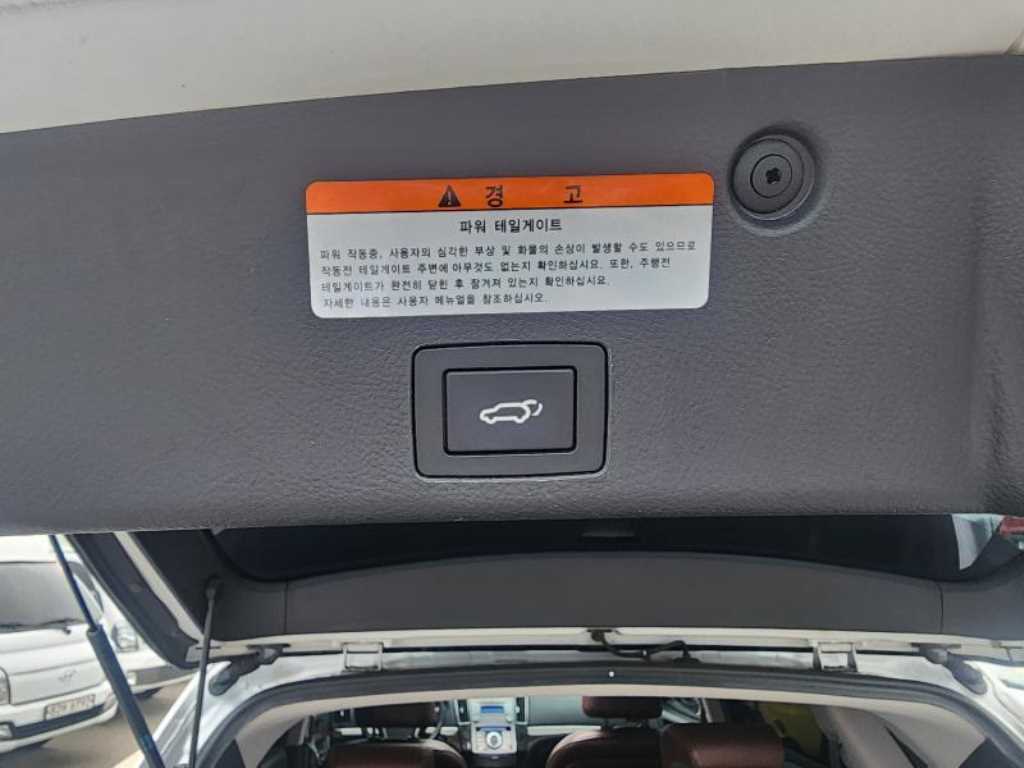 경 고
파워 테일게이트
파워 작동중, 사용자의 심각한 부상 및 화물의 손상이 발생할 수도 있으므로
작동전 테일게이트 주변에 아무것도 없는지 확인하십시요. 또한, 주행전
테일게이트가 완전히 닫힌 후 잠겨져 있는지 확인하십시요.
자세한 내용은 사용자 메뉴얼을 참조하십시오.